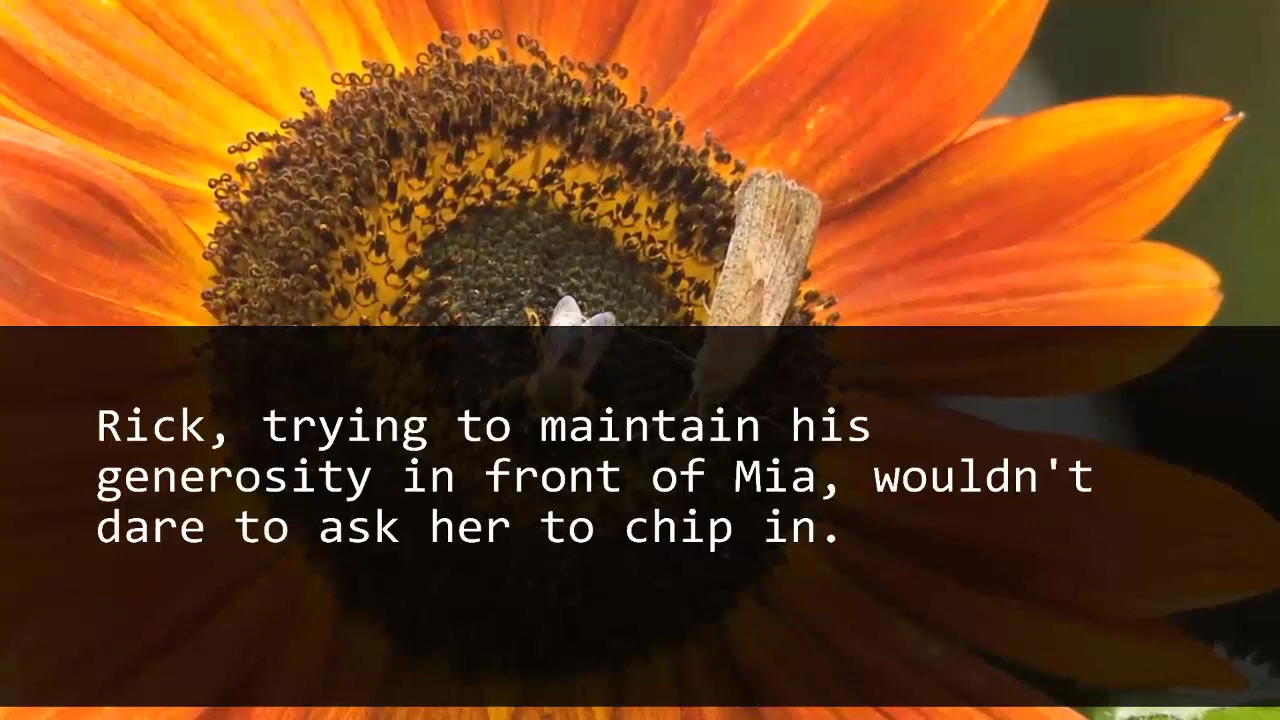 Rick, trying to maintain his
generosity in front of Mia, wouldn't
dare to ask her to chip in.